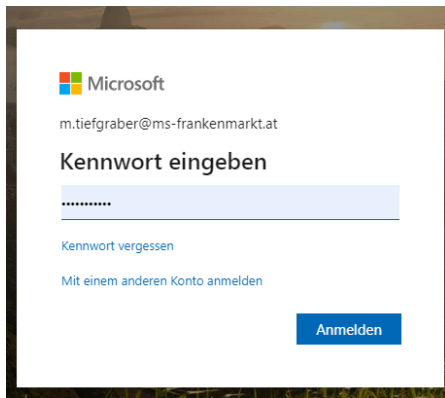 Microsoft
m.tiefgraber@ms-frankenmarkt.at
Kennwort eingeben
•••••••••••
Kennwort vergessen
Mit einem anderen Konto anmelden
Anmelden